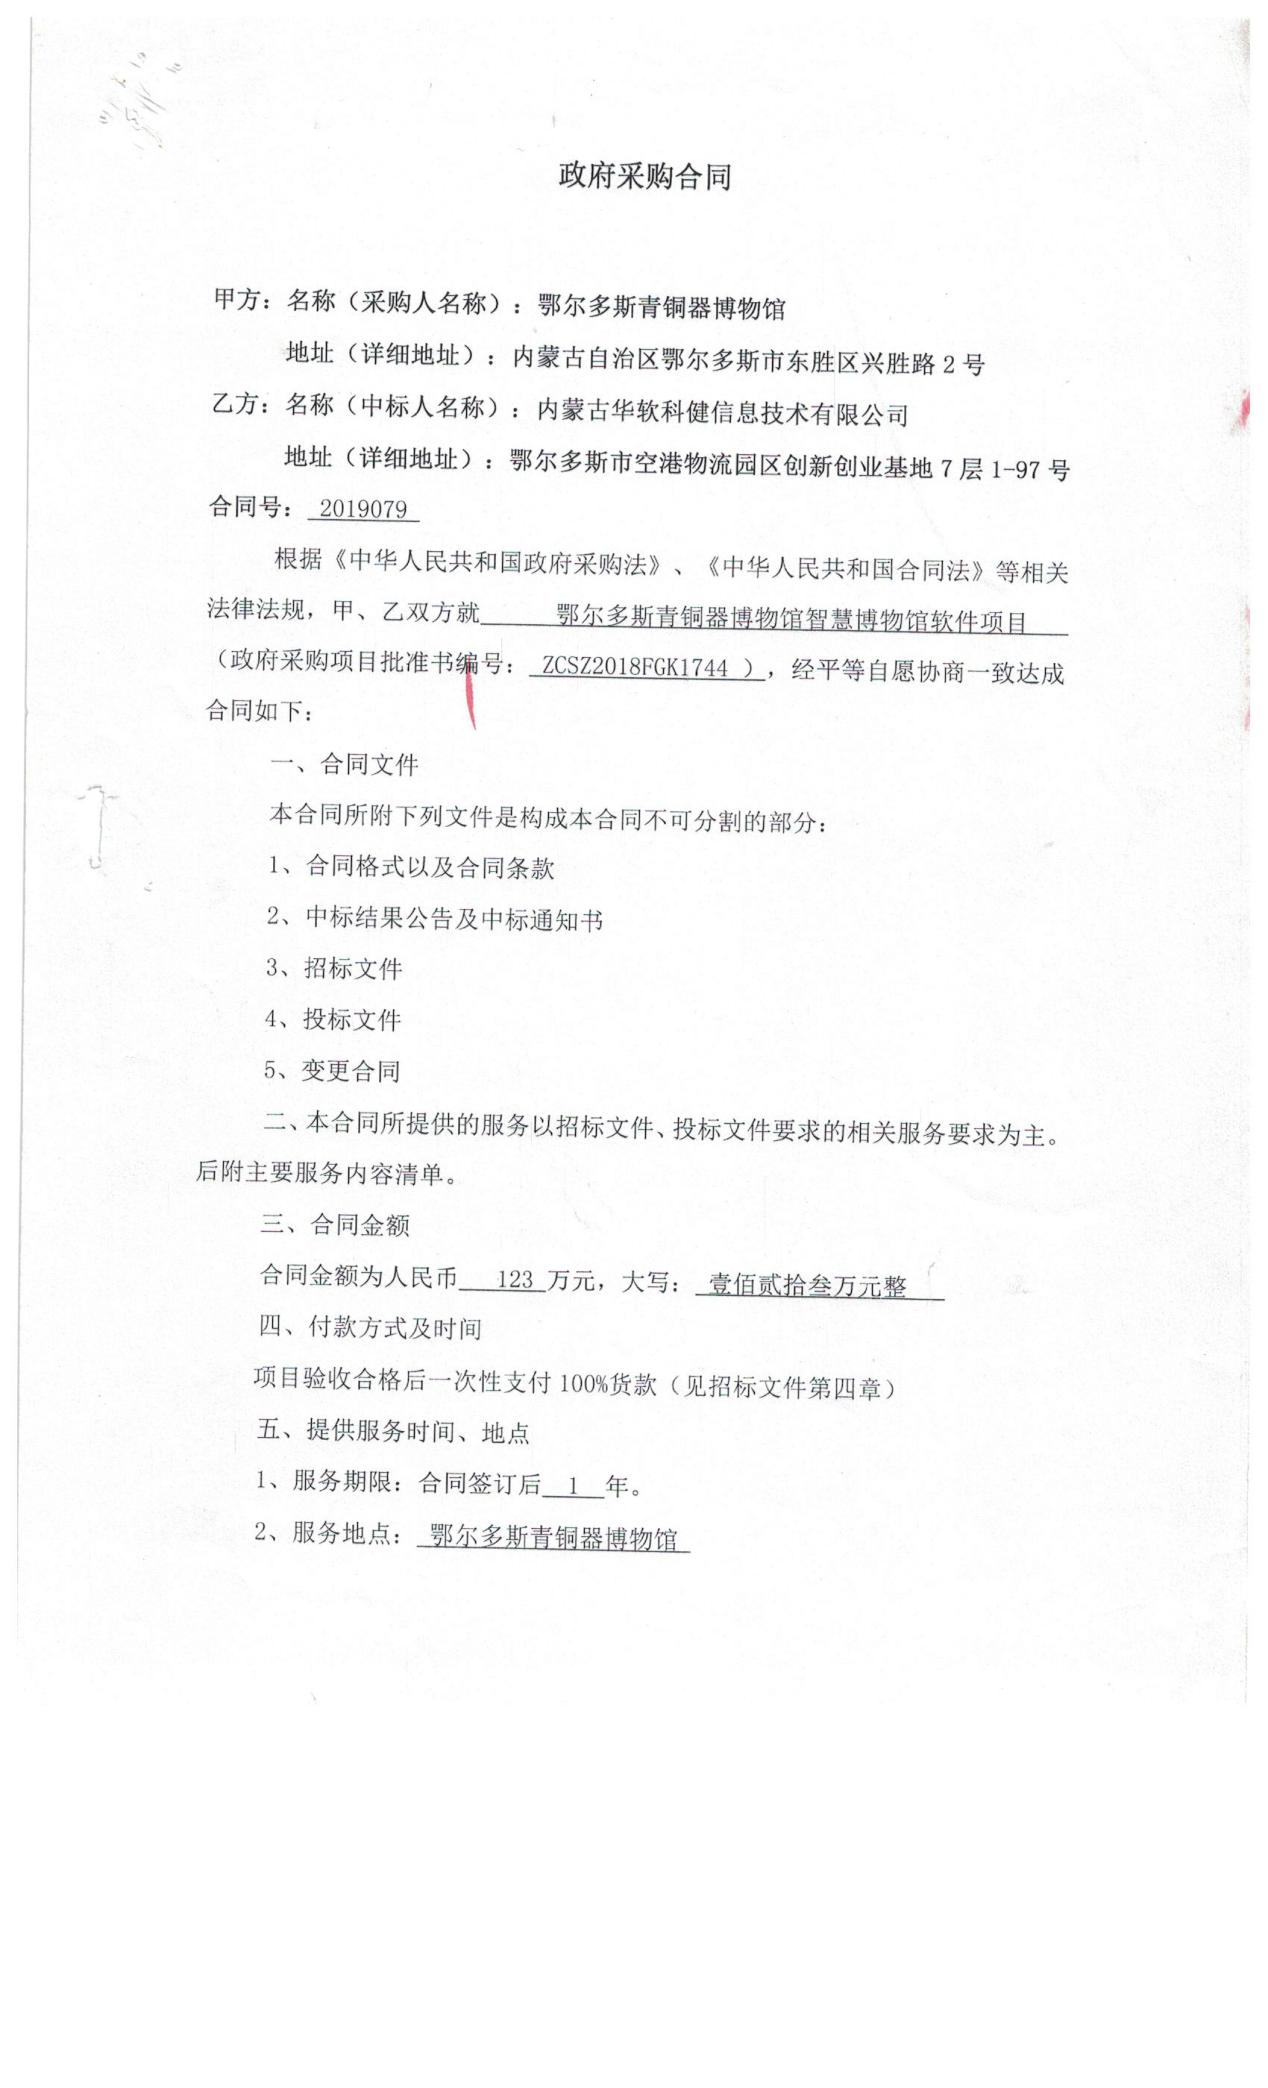 政府采购合同
甲方：名称（采购人名称）：鄂尔多斯青铜器博物馆
地址（详细地址）：内蒙古自治区鄂尔多斯市东胜区兴胜路 2 号
乙方：名称（中标人名称）：内蒙古华软科健信息技术有限公司
地址（详细地址）：鄂尔多斯市空港物流园区创新创业基地 7 层 1-97 号
合同号：2019079
根据《中华人民共和国政府采购法》、《中华人民共和国合同法》等相关
法律法规，甲、乙双方就 鄂尔多斯青铜器博物馆智慧博物馆软件项目
（政府采购项目批准书编号：ZCSZ2018FGK1744 ），经平等自愿协商一致达成
合同如下：
一、合同文件
本合同所附下列文件是构成本合同不可分割的部分：
1、合同格式以及合同条款
2、中标结果公告及中标通知书
3、招标文件
4、投标文件
5、变更合同
二、本合同所提供的服务以招标文件、投标文件要求的相关服务要求为主。
后附主要服务内容清单。
三、合同金额
合同金额为人民币 123 万元，大写：壹佰贰拾叁万元整
四、付款方式及时间
项目验收合格后一次性支付 100%货款（见招标文件第四章）
五、提供服务时间、地点
1、服务期限：合同签订后 1 年。
2、服务地点：鄂尔多斯青铜器博物馆